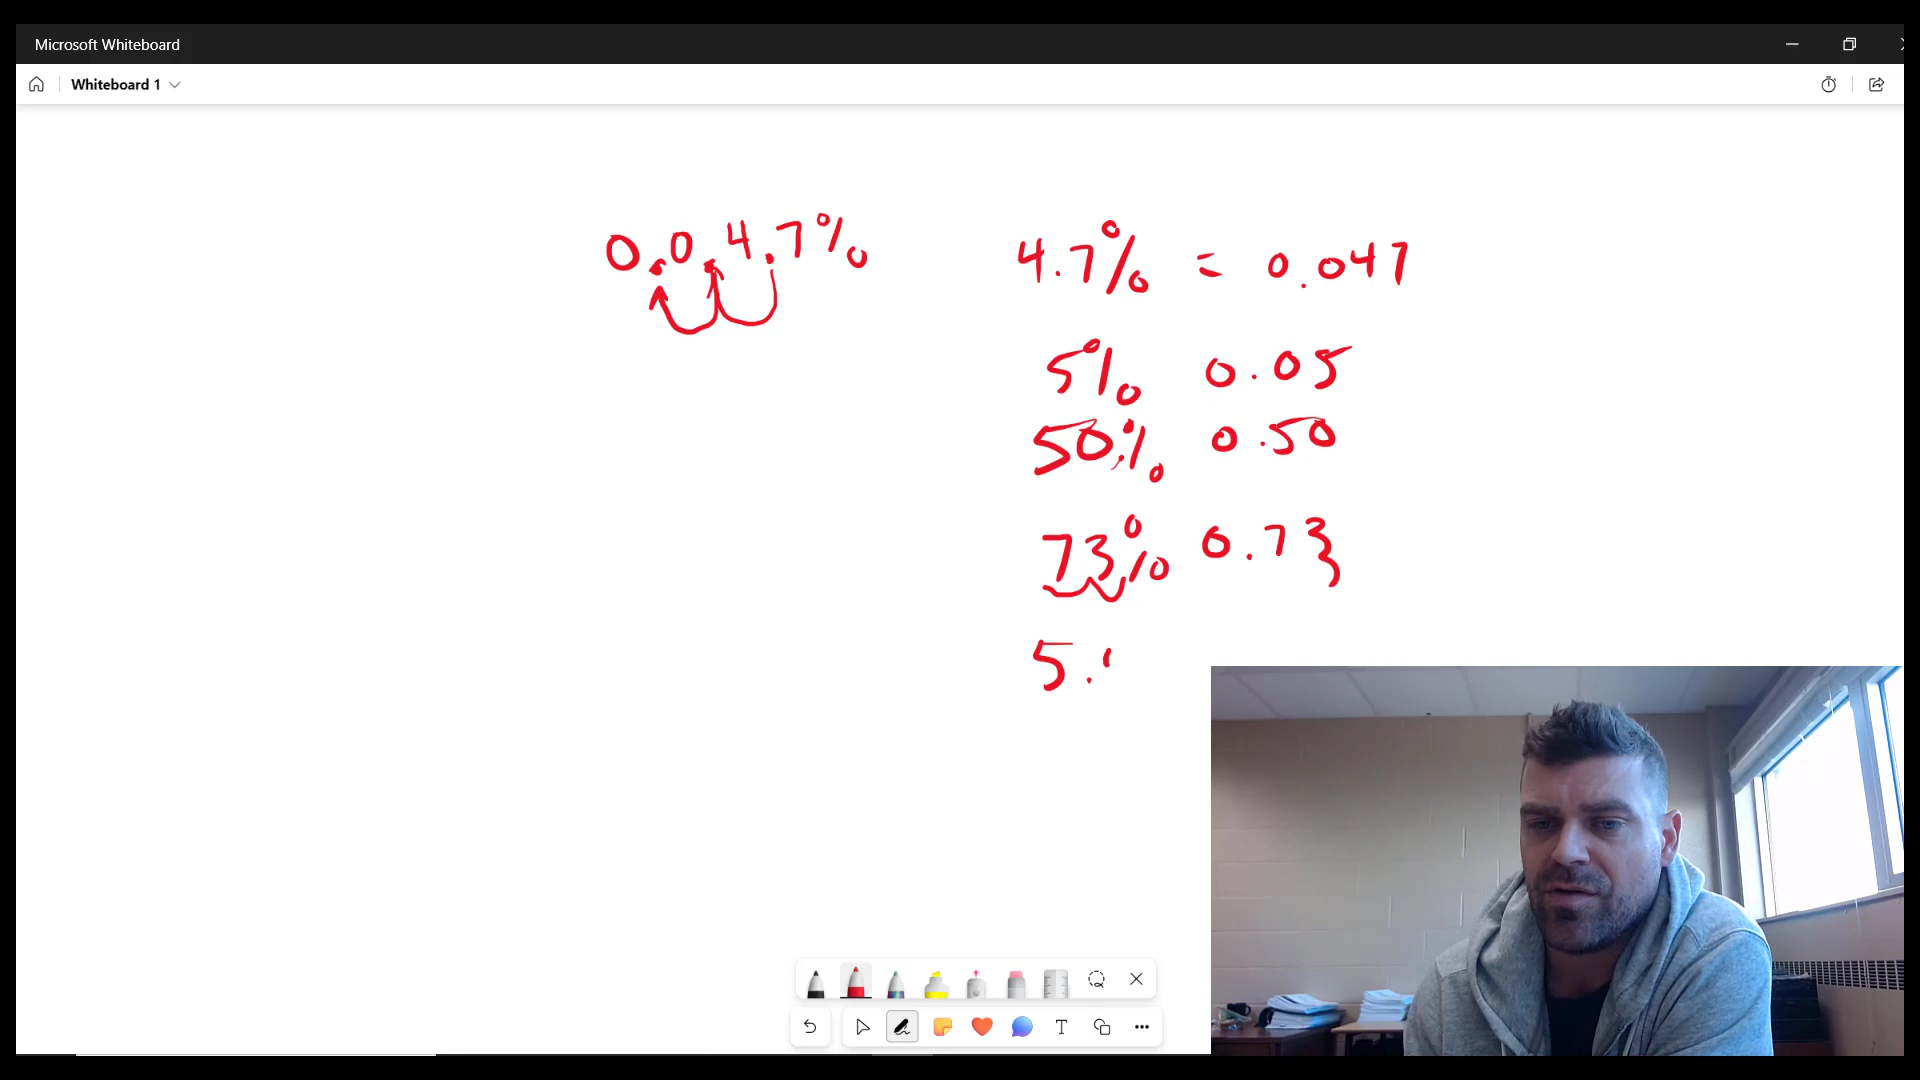 Microsoft Whiteboard
Whiteboard 1
0.0.4.7%
4.7% = 0.047
5% 0.05
50.% 0.50
73% 0.73
5.
T